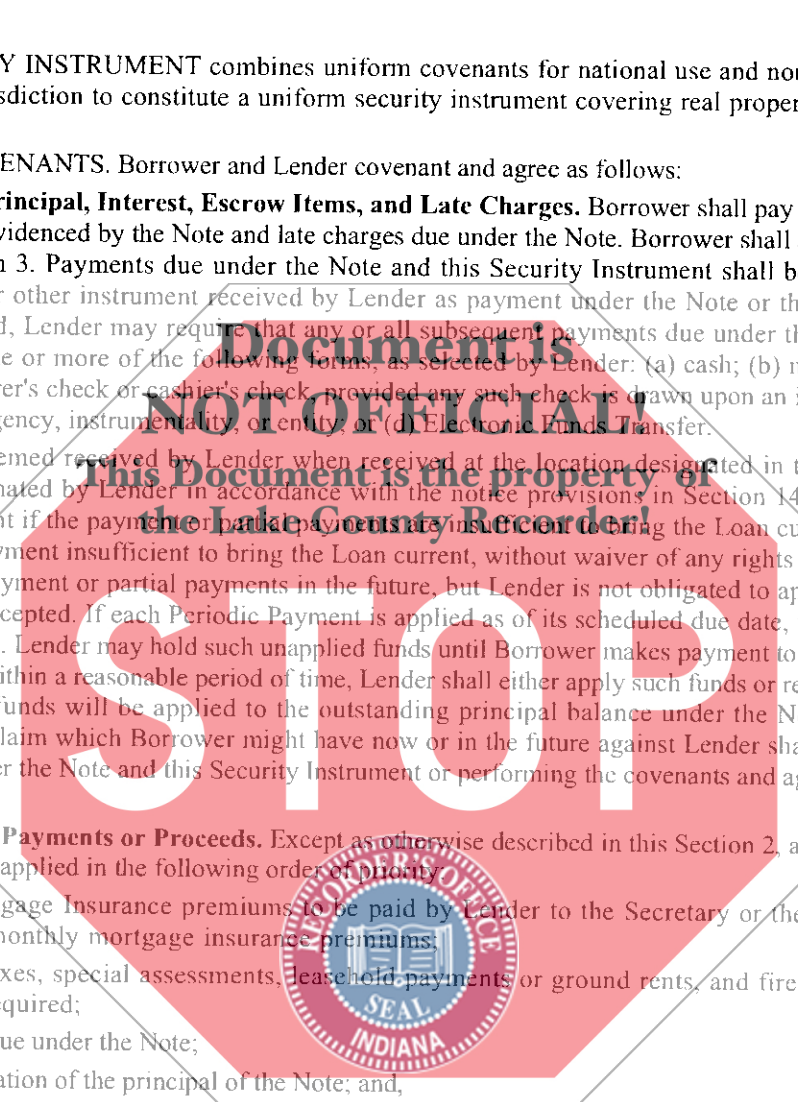 Y INSTRUMENT combines uniform covenants for national use and non
sdiction to constitute a uniform security instrument covering real proper
ENANTS. Borrower and Lender covenant and agree as follows:
rincipal, Interest, Escrow Items, and Late Charges. Borrower shall pay
videnced by the Note and late charges due under the Note. Borrower shall
n 3. Payments due under the Note and this Security Instrument shall b
r other instrument received by Lender as payment under the Note or th
d, Lender may require that any or all subsequent payments due under th
Document is
e or more of the following forms, as selected by Lender: (a) cash; (b) r
er's check or cashier's check, provided any such check is drawn upon an
NOT OFFICIAL!
ency, instrumentality, or entity; or (d) Electronic Funds Transfer.
emed received by Lender when received at the location designated in t
This Document is the property of
nated by Lender in accordance with the notice provisions in Section 14
the Lake County Recorder!
nt if the payment or partial payments are insufficient to bring the Loan cu
yment insufficient to bring the Loan current, without waiver of any rights
yment or partial payments in the future, but Lender is not obligated to ap
cepted. If each Periodic Payment is applied as of its scheduled due date,
. Lender may hold such unapplied funds until Borrower makes payment to
ithin a reasonable period of time, Lender shall either apply such funds or re
STOP
funds will be applied to the outstanding principal balance under the N
laim which Borrower might have now or in the future against Lender sha
er the Note and this Security Instrument or performing the covenants and ag
Payments or Proceeds. Except as otherwise described in this Section 2, a
applied in the following order of priority:
gage Insurance premiums to be paid by Lender to the Secretary or the
monthly mortgage insurance premiums;
xes, special assessments, leasehold payments or ground rents, and fire
quired;
ue under the Note;
ation of the principal of the Note; and,
RECORDER'S OFFICE
SEAL
INDIANA